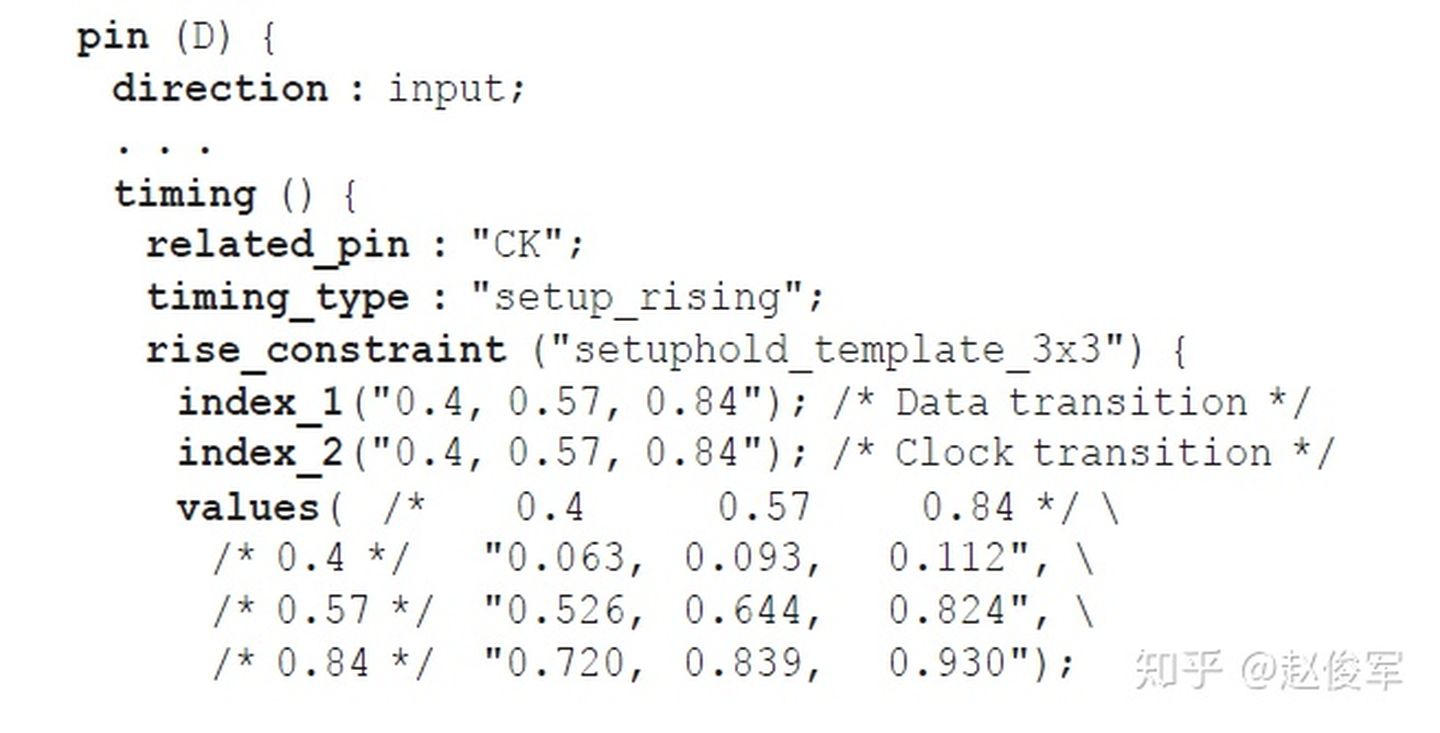 pin (D) {
direction : input;
. . .
timing () {
related_pin : "CK";
timing_type : "setup_rising";
rise_constraint ("setuphold_template_3x3") {
index_1("0.4, 0.57, 0.84"); /* Data transition */
index_2("0.4, 0.57, 0.84"); /* Clock transition */
values( /* 0.4 0.57 0.84 */ \
/* 0.4 */ "0.063, 0.093, 0.112", \
/* 0.57 */ "0.526, 0.644, 0.824", \
/* 0.84 */ "0.720, 0.839, 0.930");
知乎 @赵俊军